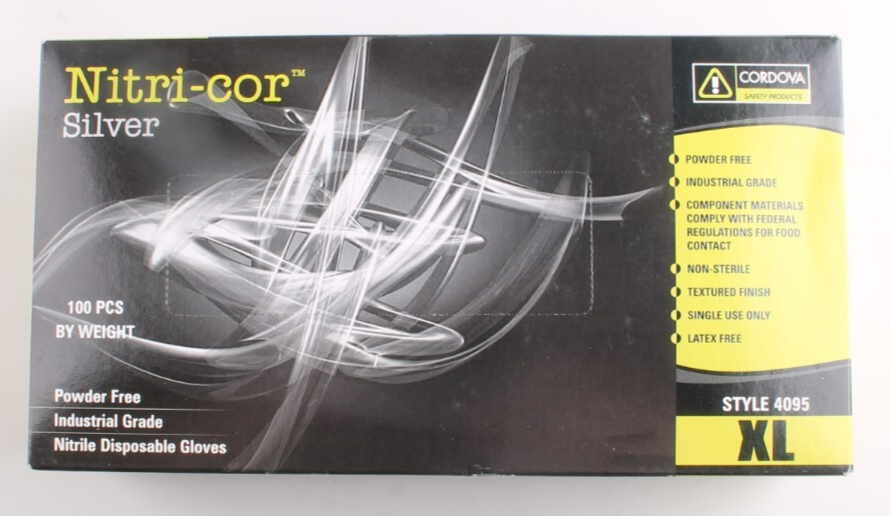 Nitri-cor™
Silver
100 PCS
BY WEIGHT
Powder Free
Industrial Grade
Nitrile Disposable Gloves
CORDOVA
SAFETY PRODUCTS
POWDER FREE
INDUSTRIAL GRADE
COMPONENT MATERIALS
COMPLY WITH FEDERAL
REGULATIONS FOR FOOD
CONTACT
NON-STERILE
TEXTURED FINISH
SINGLE USE ONLY
LATEX FREE
STYLE 4095
XL